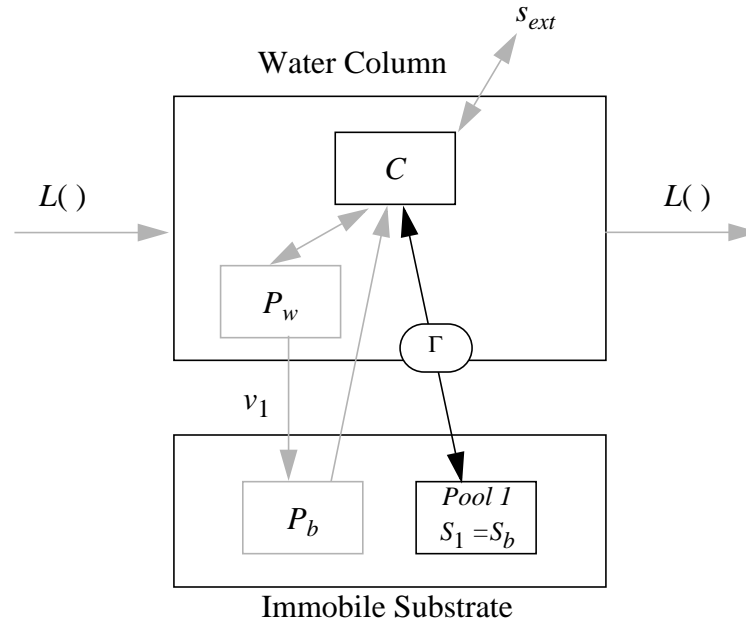 s_ext
Water Column
C
L( )
L( )
P_w
Γ
v_1
Pool 1
P_b
S_1 =S_b
Immobile Substrate